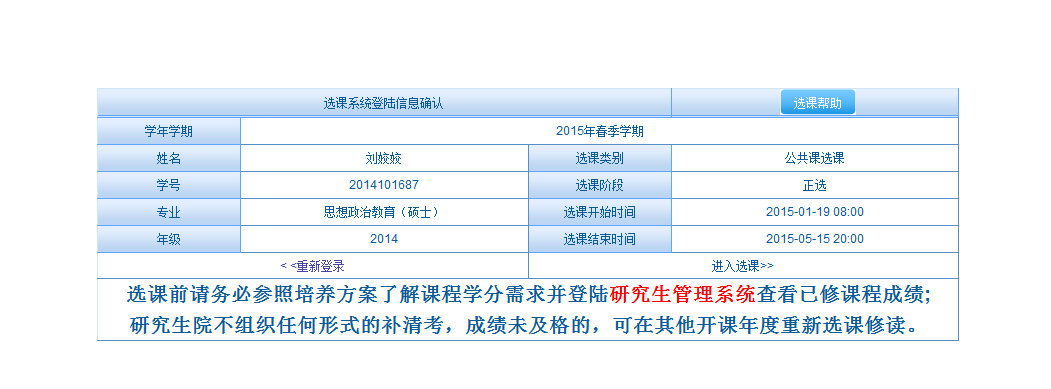 选课系统登陆信息确认 选课帮助
学年学期 2015年春季学期
姓名 刘姣姣 选课类别 公共课选课
学号 2014101687 选课阶段 正选
专业 思想政治教育（硕士） 选课开始时间 2015-01-19 08:00
年级 2014 选课结束时间 2015-05-15 20:00
< <重新登录 进入选课>>
选课前请务必参照培养方案了解课程学分需求并登陆研究生管理系统查看已修课程成绩;
研究生院不组织任何形式的补清考，成绩未及格的，可在其他开课年度重新选课修读。